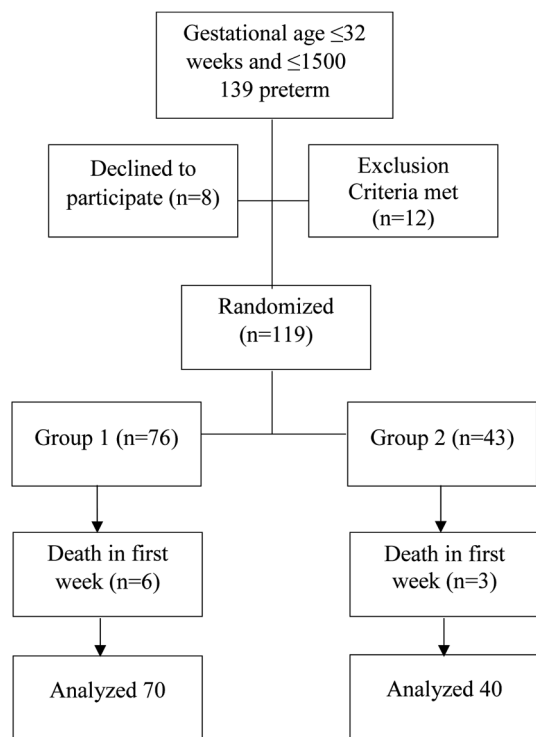 Gestational age ≤32
weeks and ≤1500
139 preterm
Declined to
participate (n=8)
Exclusion
Criteria met
(n=12)
Randomized
(n=119)
Group 1 (n=76)
Group 2 (n=43)
Death in first
week (n=6)
Death in first
week (n=3)
Analyzed 70
Analyzed 40